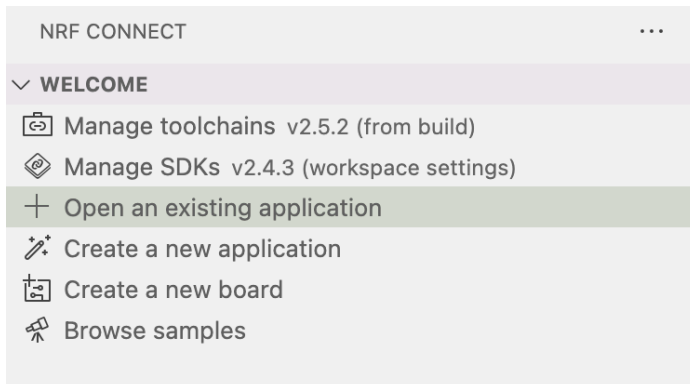 NRF CONNECT
WELCOME
Manage toolchains v2.5.2 (from build)
Manage SDKs v2.4.3 (workspace settings)
Open an existing application
Create a new application
Create a new board
Browse samples